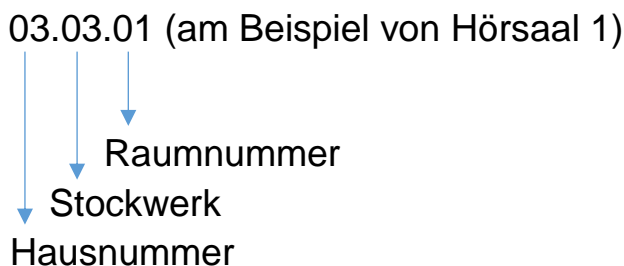 03.03.01 (am Beispiel von Hörsaal 1)
Raumnummer
Stockwerk
Hausnummer